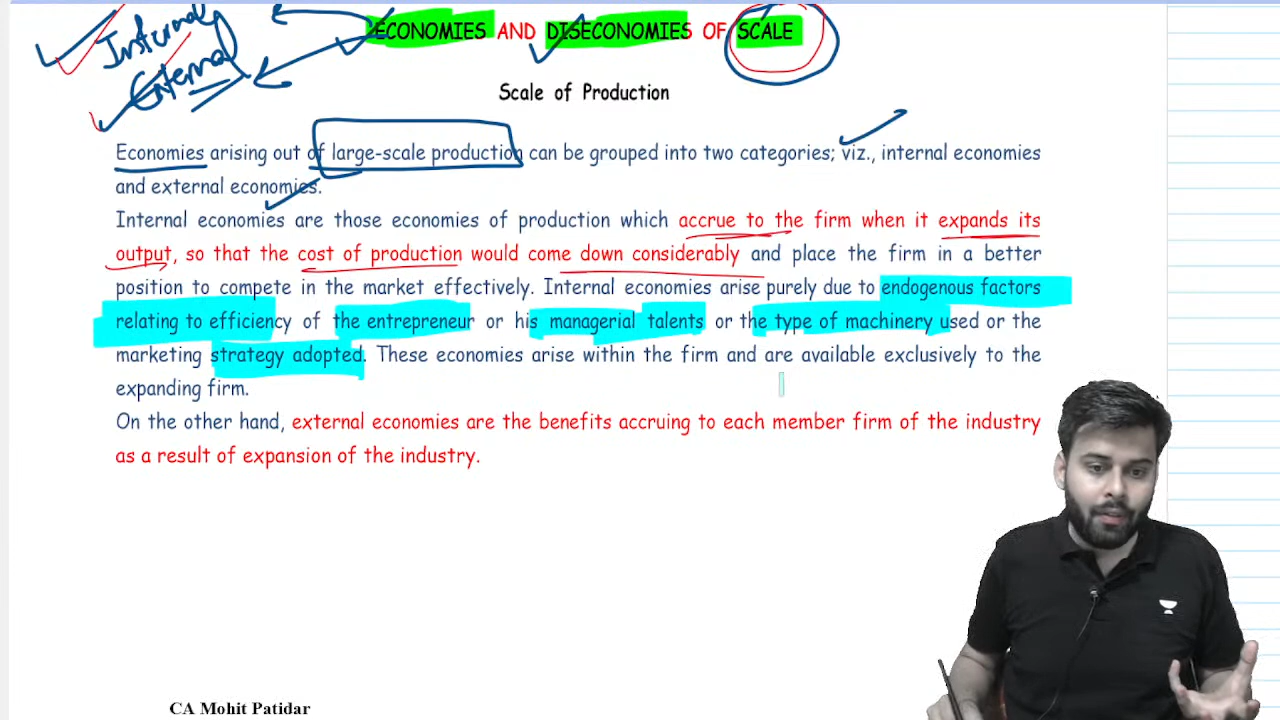 Internal
External
ECONOMIES AND DISECONOMIES OF SCALE
Scale of Production
Economies arising out of large-scale production can be grouped into two categories; viz., internal economies
and external economies.
Internal economies are those economies of production which accrue to the firm when it expands its
output, so that the cost of production would come down considerably and place the firm in a better
position to compete in the market effectively. Internal economies arise purely due to endogenous factors
relating to efficiency of the entrepreneur or his managerial talents or the type of machinery used or the
marketing strategy adopted. These economies arise within the firm and are available exclusively to the
expanding firm.
On the other hand, external economies are the benefits accruing to each member firm of the industry
as a result of expansion of the industry.
CA Mohit Patidar